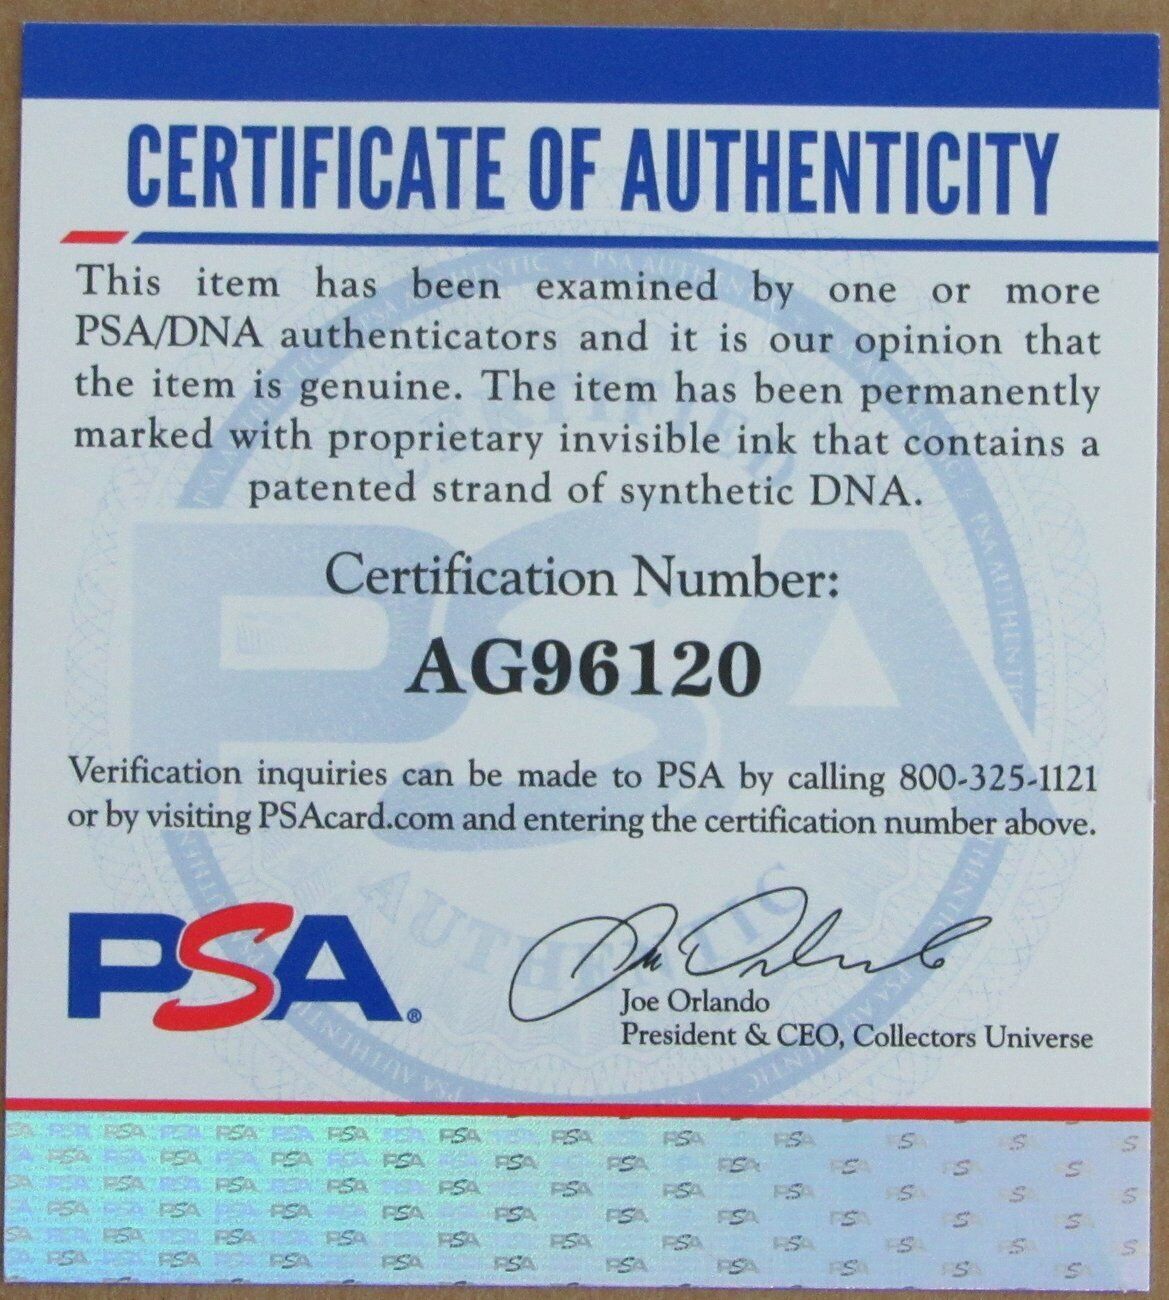 CERTIFICATE OF AUTHENTICITY
This item has been examined by one or more
PSA/DNA authenticators and it is our opinion that
the item is genuine. The item has been permanently
marked with proprietary invisible ink that contains a
patented strand of synthetic DNA.
Certification Number:
AG96120
Verification inquiries can be made to PSA by calling 800-325-1121
or by visiting PSAcard.com and entering the certification number above.
PSA®
Joe Orlando
President & CEO, Collectors Universe